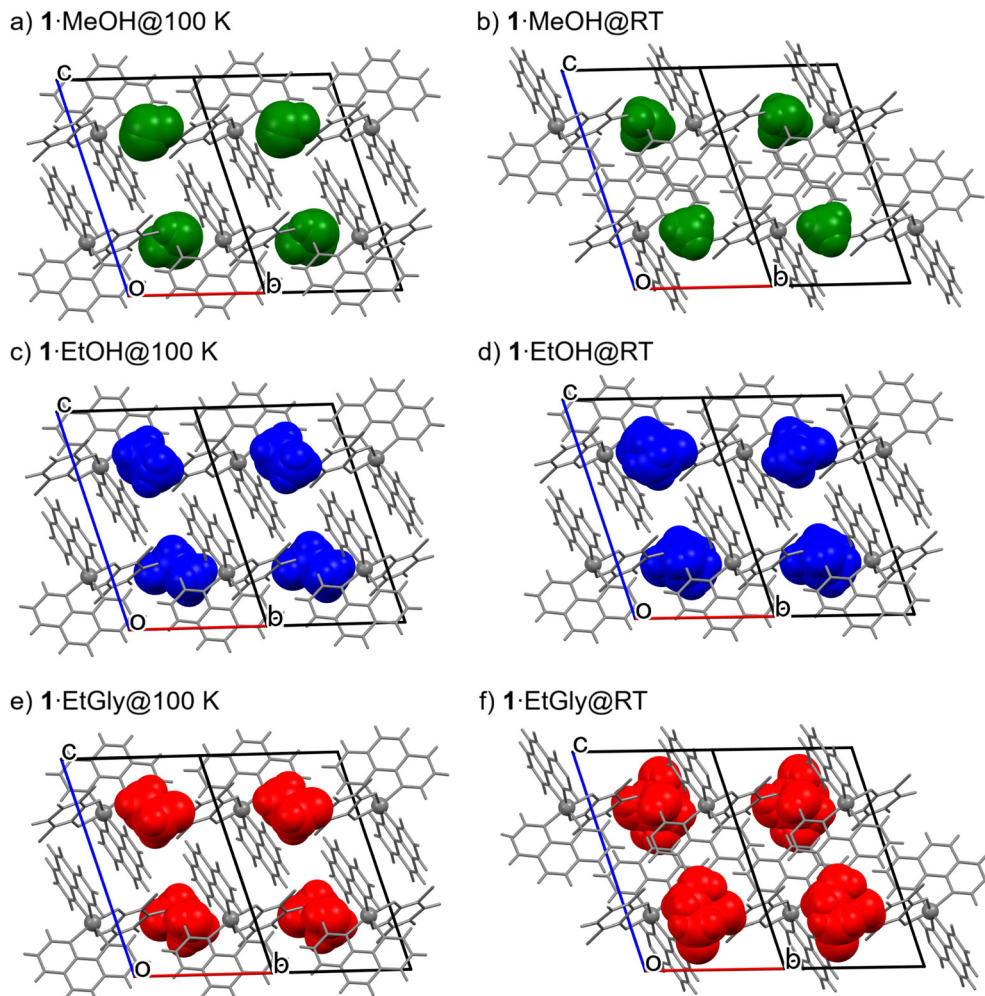 a) 1·MeOH@100 K
b) 1·MeOH@RT
c
c
o
b
o
b
c) 1·EtOH@100 K
d) 1·EtOH@RT
c
c
o
b
o
b
e) 1·EtGly@100 K
f) 1·EtGly@RT
c
c
o
b
o
b